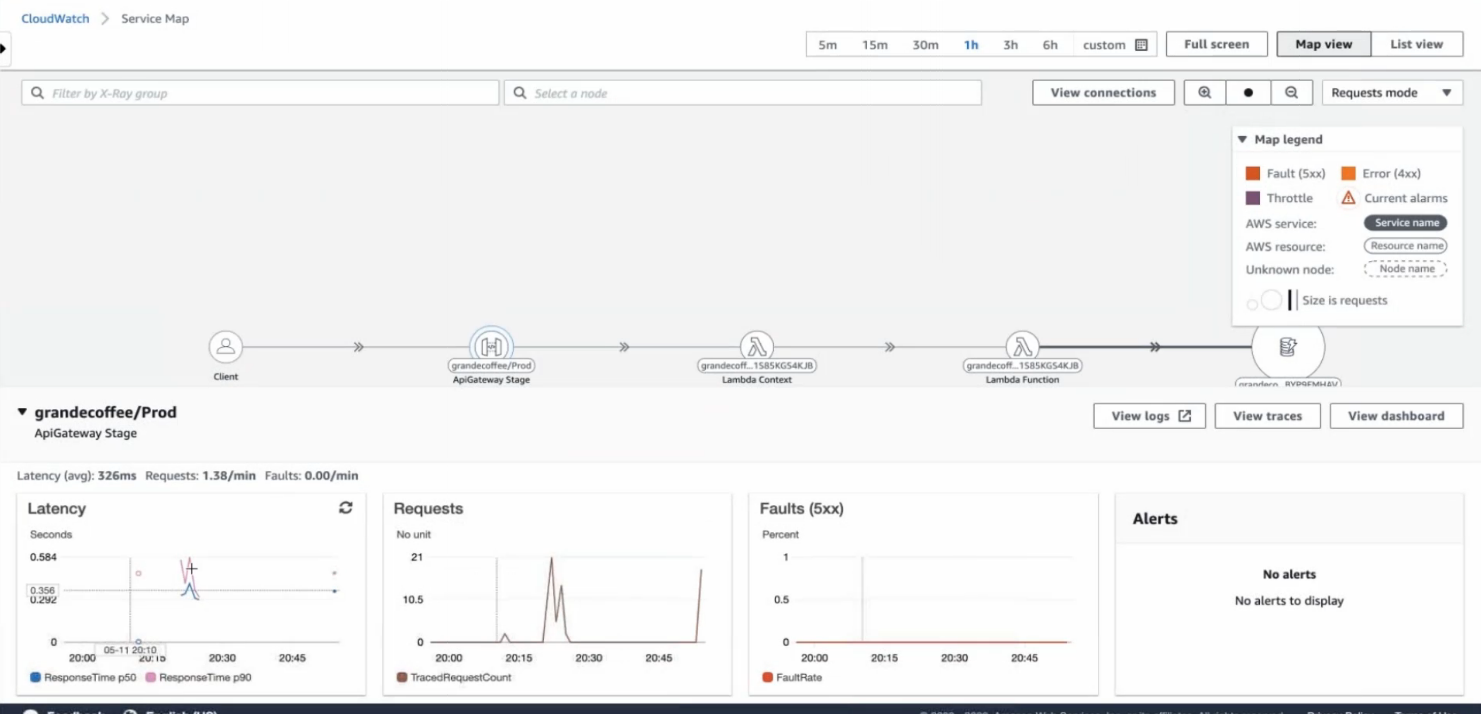 CloudWatch > Service Map
5m 15m 30m 1h 3h 6h custom Full screen Map view List view
Filter by X-Ray group Select a node View connections Requests mode
Map legend
Fault (5xx) Error (4xx)
Throttle Current alarms
AWS service: Service name
AWS resource: Resource name
Unknown node: Node name
Size is requests
Client
grandecoffee/Prod
ApiGateway Stage
grandecoff...1S85KGS4KJB
Lambda Context
grandecoff...1S85KGS4KJB
Lambda Function
grandeco...BYP9FMHAV
grandecoffee/Prod
ApiGateway Stage
View logs View traces View dashboard
Latency (avg): 326ms Requests: 1.38/min Faults: 0.00/min
Latency
Seconds
0.584
0.356
0.292
0
05-11 20:10
20:00 20:15 20:30 20:45
ResponseTime p50 ResponseTime p90
Requests
No unit
21
10.5
0
20:00 20:15 20:30 20:45
TracedRequestCount
Faults (5xx)
Percent
1
0.5
0
20:00 20:15 20:30 20:45
FaultRate
Alerts
No alerts
No alerts to display